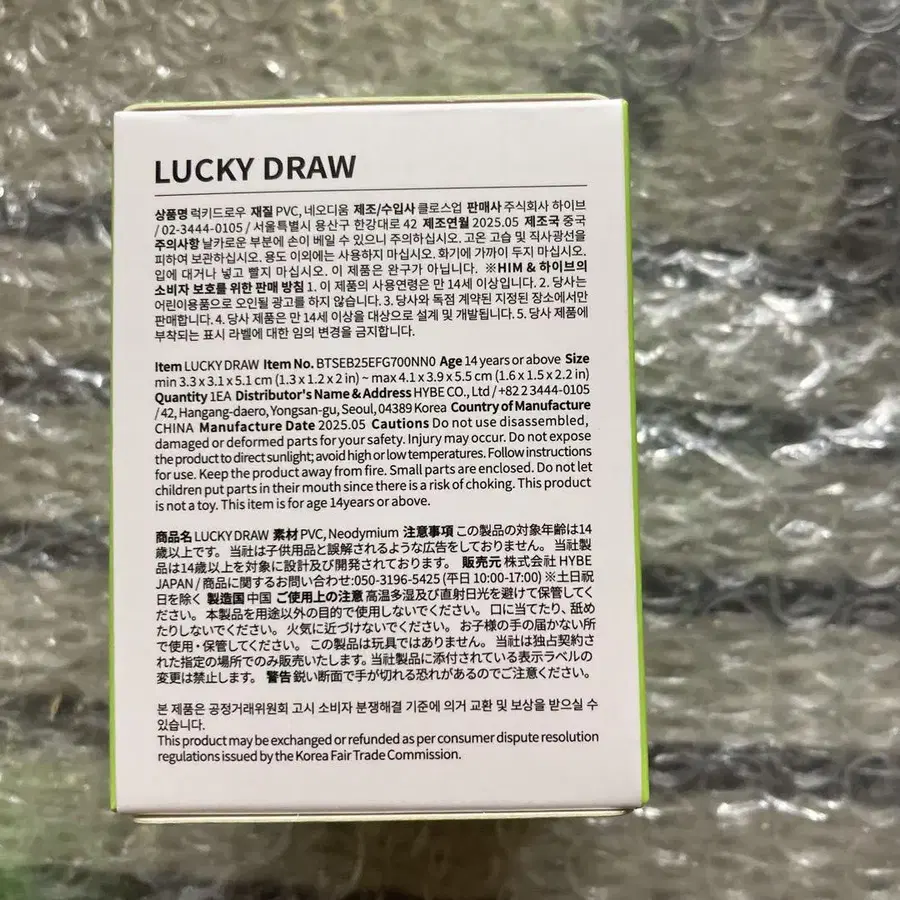 LUCKY DRAW
상품명 럭키드로우 재질 PVC, 네오디움 제조/수입사 클로스업 판매사 주식회사 하이브
/ 02-3444-0105 / 서울특별시 용산구 한강대로 42 제조연월 2025.05 제조국 중국
주의사항 날카로운 부분에 손이 베일 수 있으니 주의하십시오. 고온 고습 및 직사광선을
피하여 보관하십시오. 용도 이외에는 사용하지 마십시오. 화기에 가까이 두지 마십시오.
입에 대거나 넣고 빨지 마십시오. 이 제품은 완구가 아닙니다. ※HIM & 하이브의
소비자 보호를 위한 판매 방침 1. 이 제품의 사용연령은 만 14세 이상입니다. 2. 당사는
어린이용품으로 오인될 광고를 하지 않습니다. 3. 당사와 독점 계약된 지정된 장소에서만
판매합니다. 4. 당사 제품은 만 14세 이상을 대상으로 설계 및 개발됩니다. 5. 당사 제품에
부착되는 표시 라벨에 대한 임의 변경을 금지합니다.
Item LUCKY DRAW Item No. BTSEB25EFG700NN0 Age 14 years or above Size
min 3.3 x 3.1 x 5.1 cm (1.3 x 1.2 x 2 in) ~ max 4.1 x 3.9 x 5.5 cm (1.6 x 1.5 x 2.2 in)
Quantity 1EA Distributor's Name & Address HYBE CO., Ltd / +82 2 3444-0105
/ 42, Hangang-daero, Yongsan-gu, Seoul, 04389 Korea Country of Manufacture
CHINA Manufacture Date 2025.05 Cautions Do not use disassembled,
damaged or deformed parts for your safety. Injury may occur. Do not expose
the product to direct sunlight; avoid high or low temperatures. Follow instructions
for use. Keep the product away from fire. Small parts are enclosed. Do not let
children put parts in their mouth since there is a risk of choking. This product
is not a toy. This item is for age 14years or above.
商品名 LUCKY DRAW 素材 PVC, Neodymium 注意事項 この製品の対象年齢は14
歳以上です。 当社は子供用品と誤解されるような広告をしておりません。 当社製
品は14歳以上を対象に設計及び開発されております。 販売元 株式会社 HYBE
JAPAN / 商品に関するお問い合わせ:050-3196-5425 (平日 10:00-17:00) ※土日祝
日を除く 製造国 中国 ご使用上の注意 高温多湿及び直射日光を避けて保管してく
ださい。 本製品を用途以外の目的で使用しないでください。 口に当てたり、舐め
たりしないでください。 火気に近づけないでください。 お子様の手の届かない所
で使用・保管してください。 この製品は玩具ではありません。 当社は独占契約さ
れた指定の場所でのみ販売いたします。 当社製品に添付されている表示ラベルの
変更は禁止します。 警告 鋭い断面で手が切れる恐れがあるのでご注意ください。
본 제품은 공정거래위원회 고시 소비자 분쟁해결 기준에 의거 교환 및 보상을 받으실 수
있습니다.
This product may be exchanged or refunded as per consumer dispute resolution
regulations issued by the Korea Fair Trade Commission.